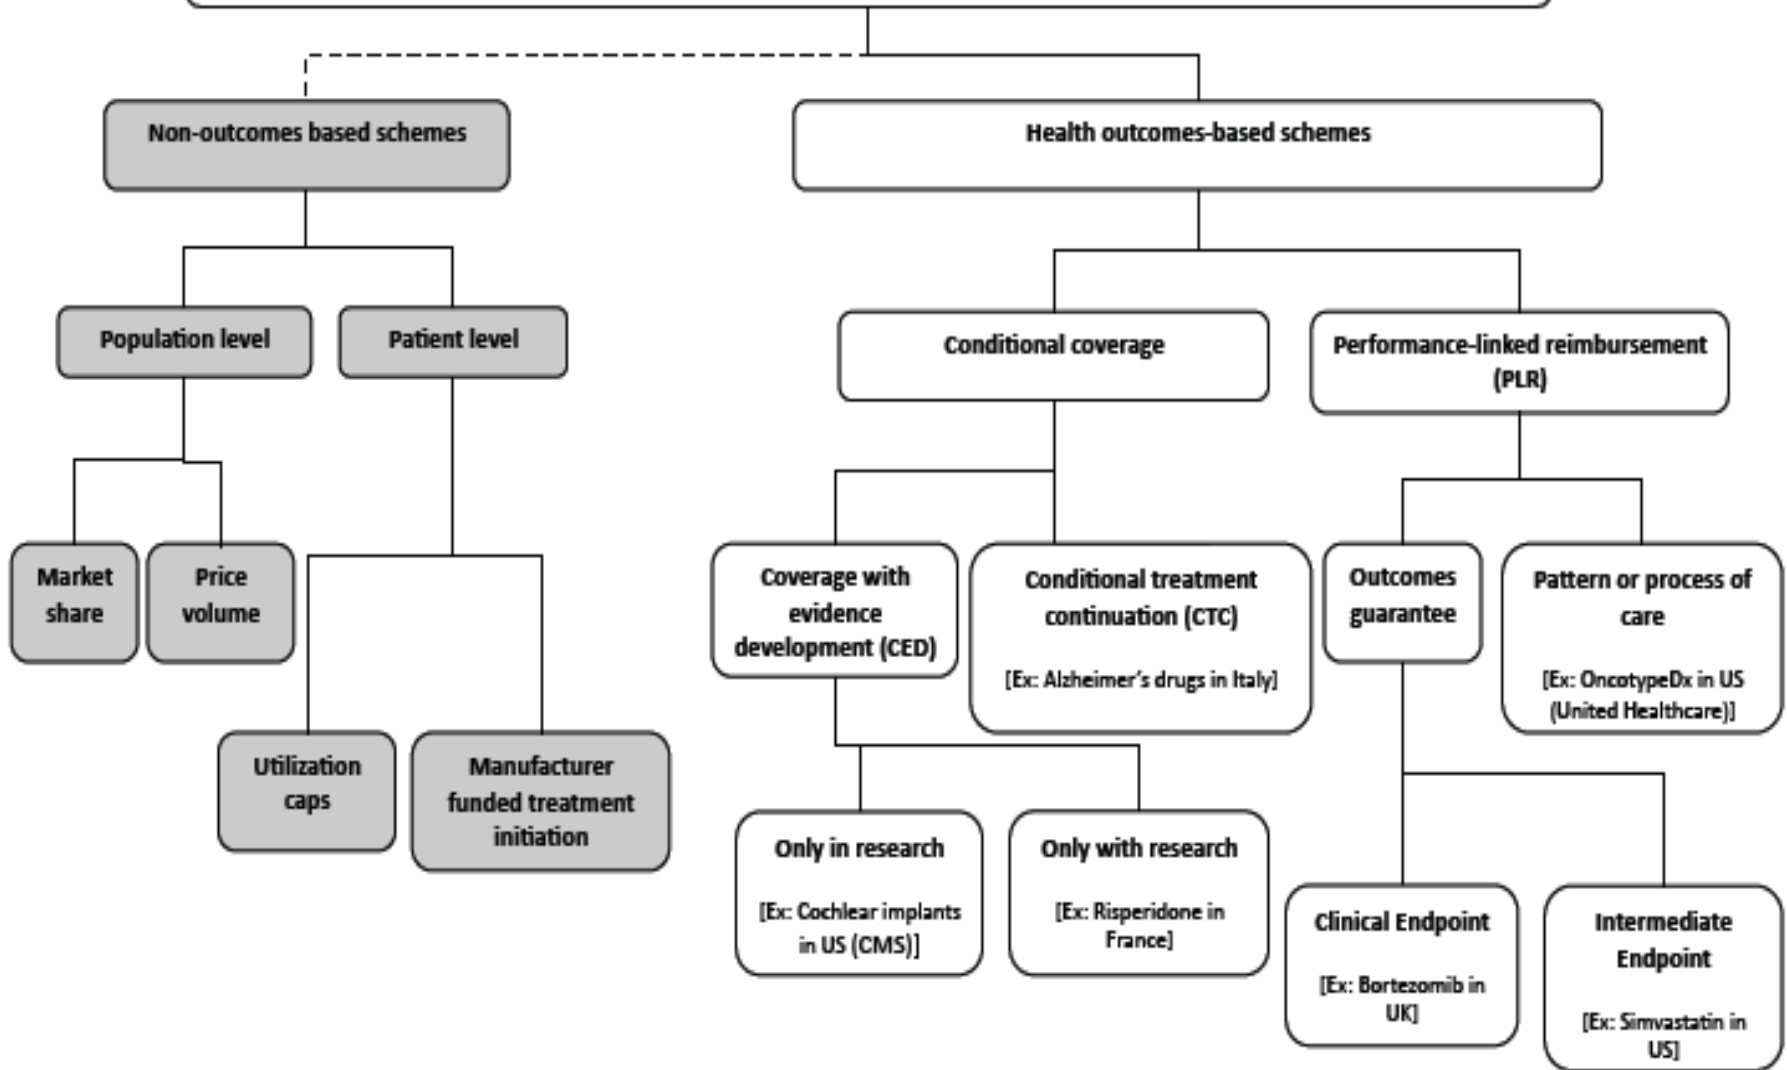 Non-outcomes based schemes
Health outcomes-based schemes
Population level
Patient level
Conditional coverage
Performance-linked reimbursement
(PLR)
Market
share
Price
volume
Coverage with
evidence
development (CED)
Conditional treatment
continuation (CTC)
[Ex: Alzheimer's drugs in Italy]
Outcomes
guarantee
Pattern or process of
care
[Ex: OncotypeDx in US
(United Healthcare)]
Utilization
caps
Manufacturer
funded treatment
initiation
Only in research
[Ex: Cochlear implants
in US (CMS)]
Only with research
[Ex: Risperidone in
France]
Clinical Endpoint
[Ex: Bortezomib in
UK]
Intermediate
Endpoint
[Ex: Simvastatin in
US]